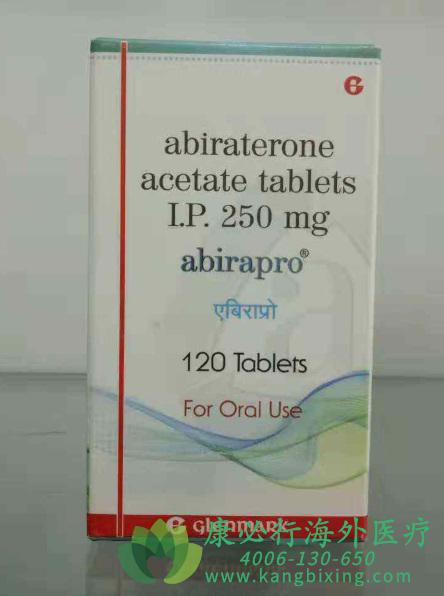 abiraterone
acetate tablets
I.P. 250 mg
abirapro®
एबिराप्रो
120 Tablets
For Oral Use
G glenmark
康必行海外医疗
4006-130-650
www.kangbixing.com